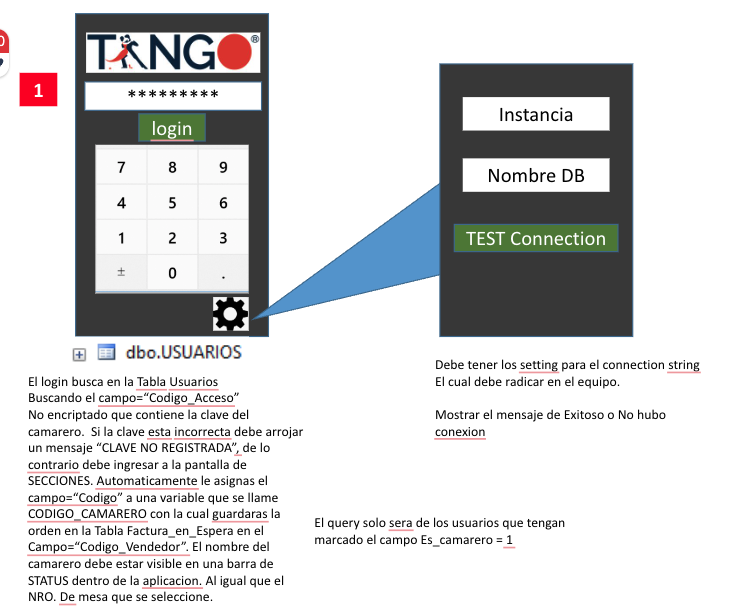 1
TANGO®
*********
login
7 8 9
4 5 6
1 2 3
± 0 .
dbo.USUARIOS
El login busca en la Tabla Usuarios
Buscando el campo=“Codigo_Acceso”
No encriptado que contiene la clave del
camarero. Si la clave esta incorrecta debe arrojar
un mensaje “CLAVE NO REGISTRADA”, de lo
contrario debe ingresar a la pantalla de
SECCIONES. Automaticamente le asignas el
campo=“Codigo” a una variable que se llame
CODIGO_CAMARERO con la cual guardaras la
orden en la Tabla Factura_en_Espera en el
Campo=“Codigo_Vendedor”. El nombre del
camarero debe estar visible en una barra de
STATUS dentro de la aplicacion. Al igual que el
NRO. De mesa que se seleccione.
Instancia
Nombre DB
TEST Connection
Debe tener los setting para el connection string
El cual debe radicar en el equipo.
Mostrar el mensaje de Exitoso o No hubo
conexion
El query solo sera de los usuarios que tengan
marcado el campo Es_camarero = 1